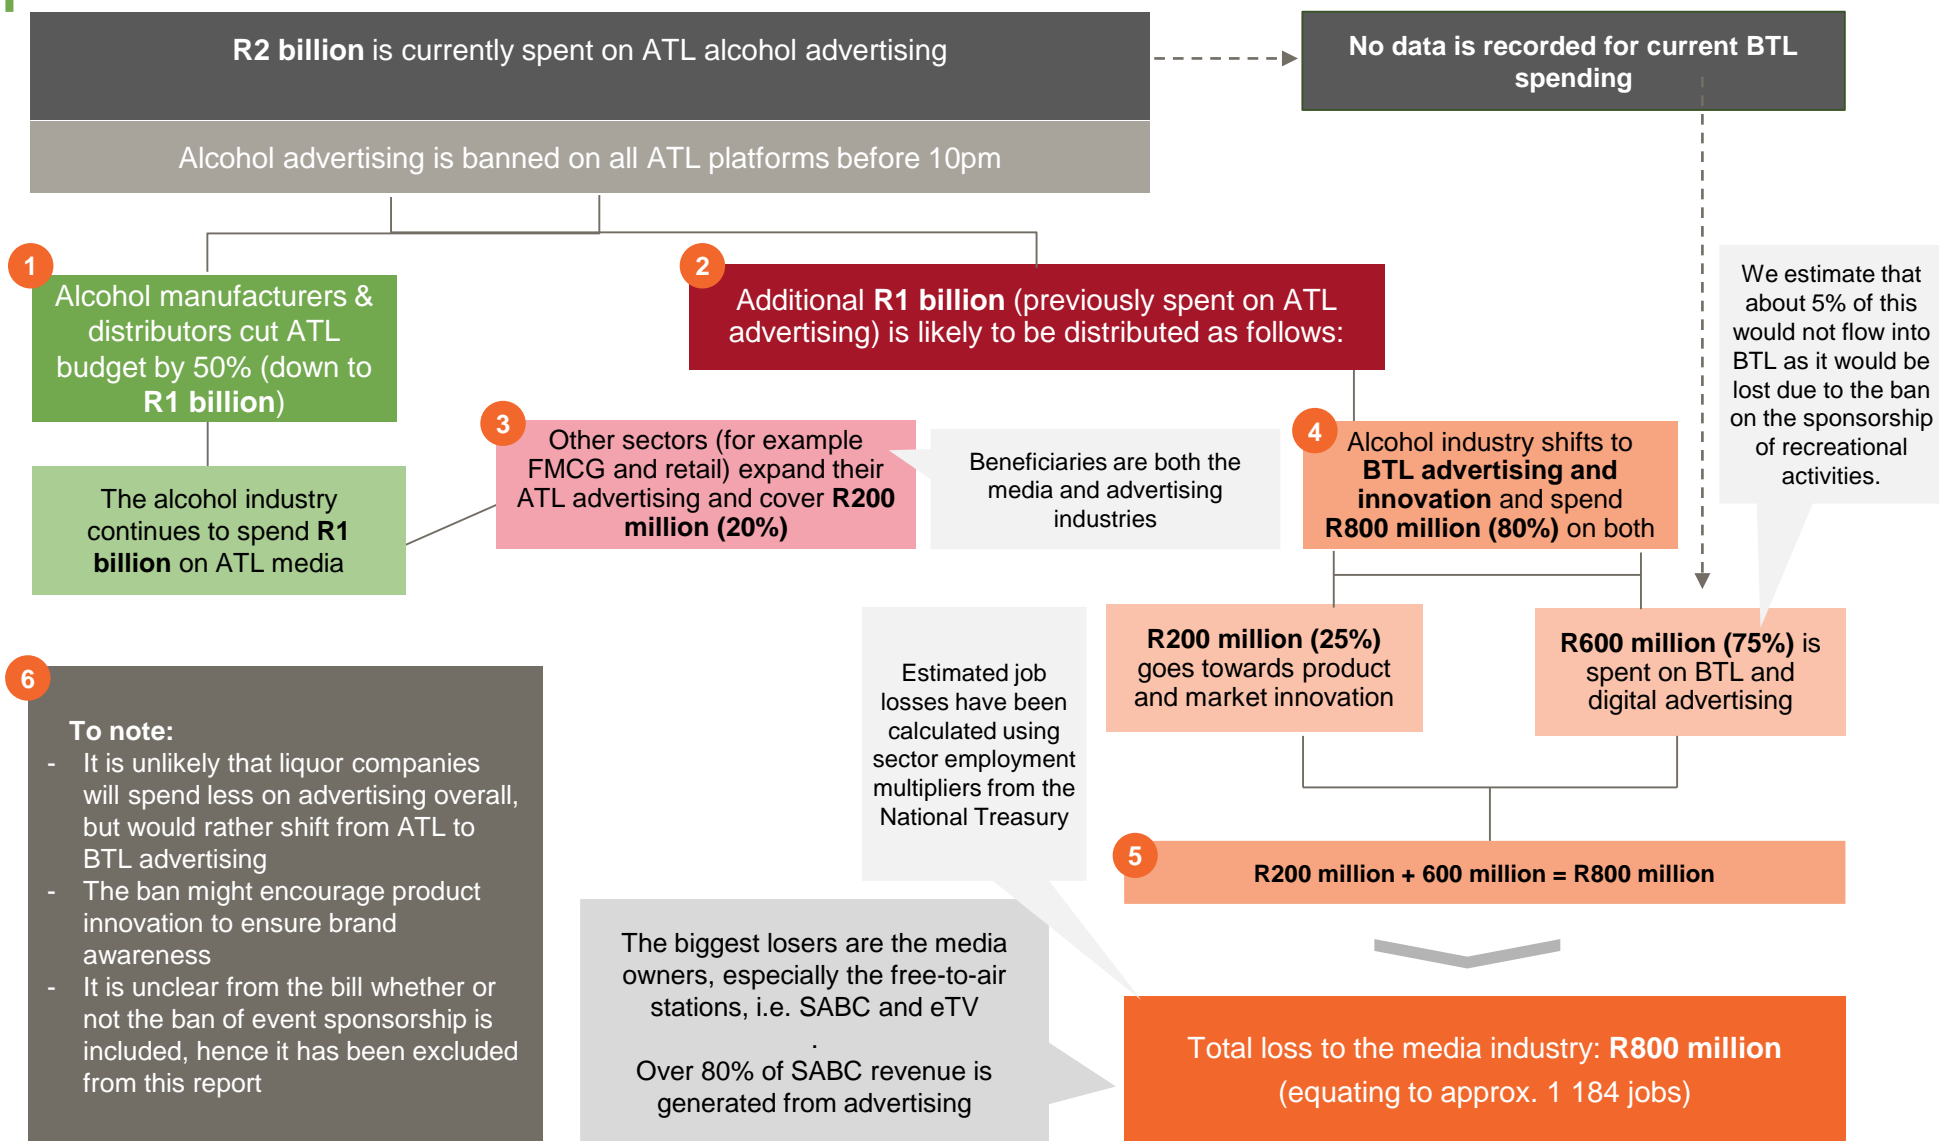 R2 billion is currently spent on ATL alcohol advertising
No data is recorded for current BTL
spending
Alcohol advertising is banned on all ATL platforms before 10pm
1
Alcohol manufacturers &
distributors cut ATL
budget by 50% (down to
R1 billion)
2
Additional R1 billion (previously spent on ATL
advertising) is likely to be distributed as follows:
We estimate that
about 5% of this
would not flow into
BTL as it would be
lost due to the ban
on the sponsorship
of recreational
activities.
The alcohol industry
continues to spend R1
billion on ATL media
3
Other sectors (for example
FMCG and retail) expand their
ATL advertising and cover R200
million (20%)
Beneficiaries are both the
media and advertising
industries
4
Alcohol industry shifts to
BTL advertising and
innovation and spend
R800 million (80%) on both
R200 million (25%)
goes towards product
and market innovation
R600 million (75%) is
spent on BTL and
digital advertising
Estimated job
losses have been
calculated using
sector employment
multipliers from the
National Treasury
5
R200 million + 600 million = R800 million
6
To note:
- It is unlikely that liquor companies
will spend less on advertising overall,
but would rather shift from ATL to
BTL advertising
- The ban might encourage product
innovation to ensure brand
awareness
- It is unclear from the bill whether or
not the ban of event sponsorship is
included, hence it has been excluded
from this report
The biggest losers are the media
owners, especially the free-to-air
stations, i.e. SABC and eTV
.
Over 80% of SABC revenue is
generated from advertising
Total loss to the media industry: R800 million
(equating to approx. 1 184 jobs)